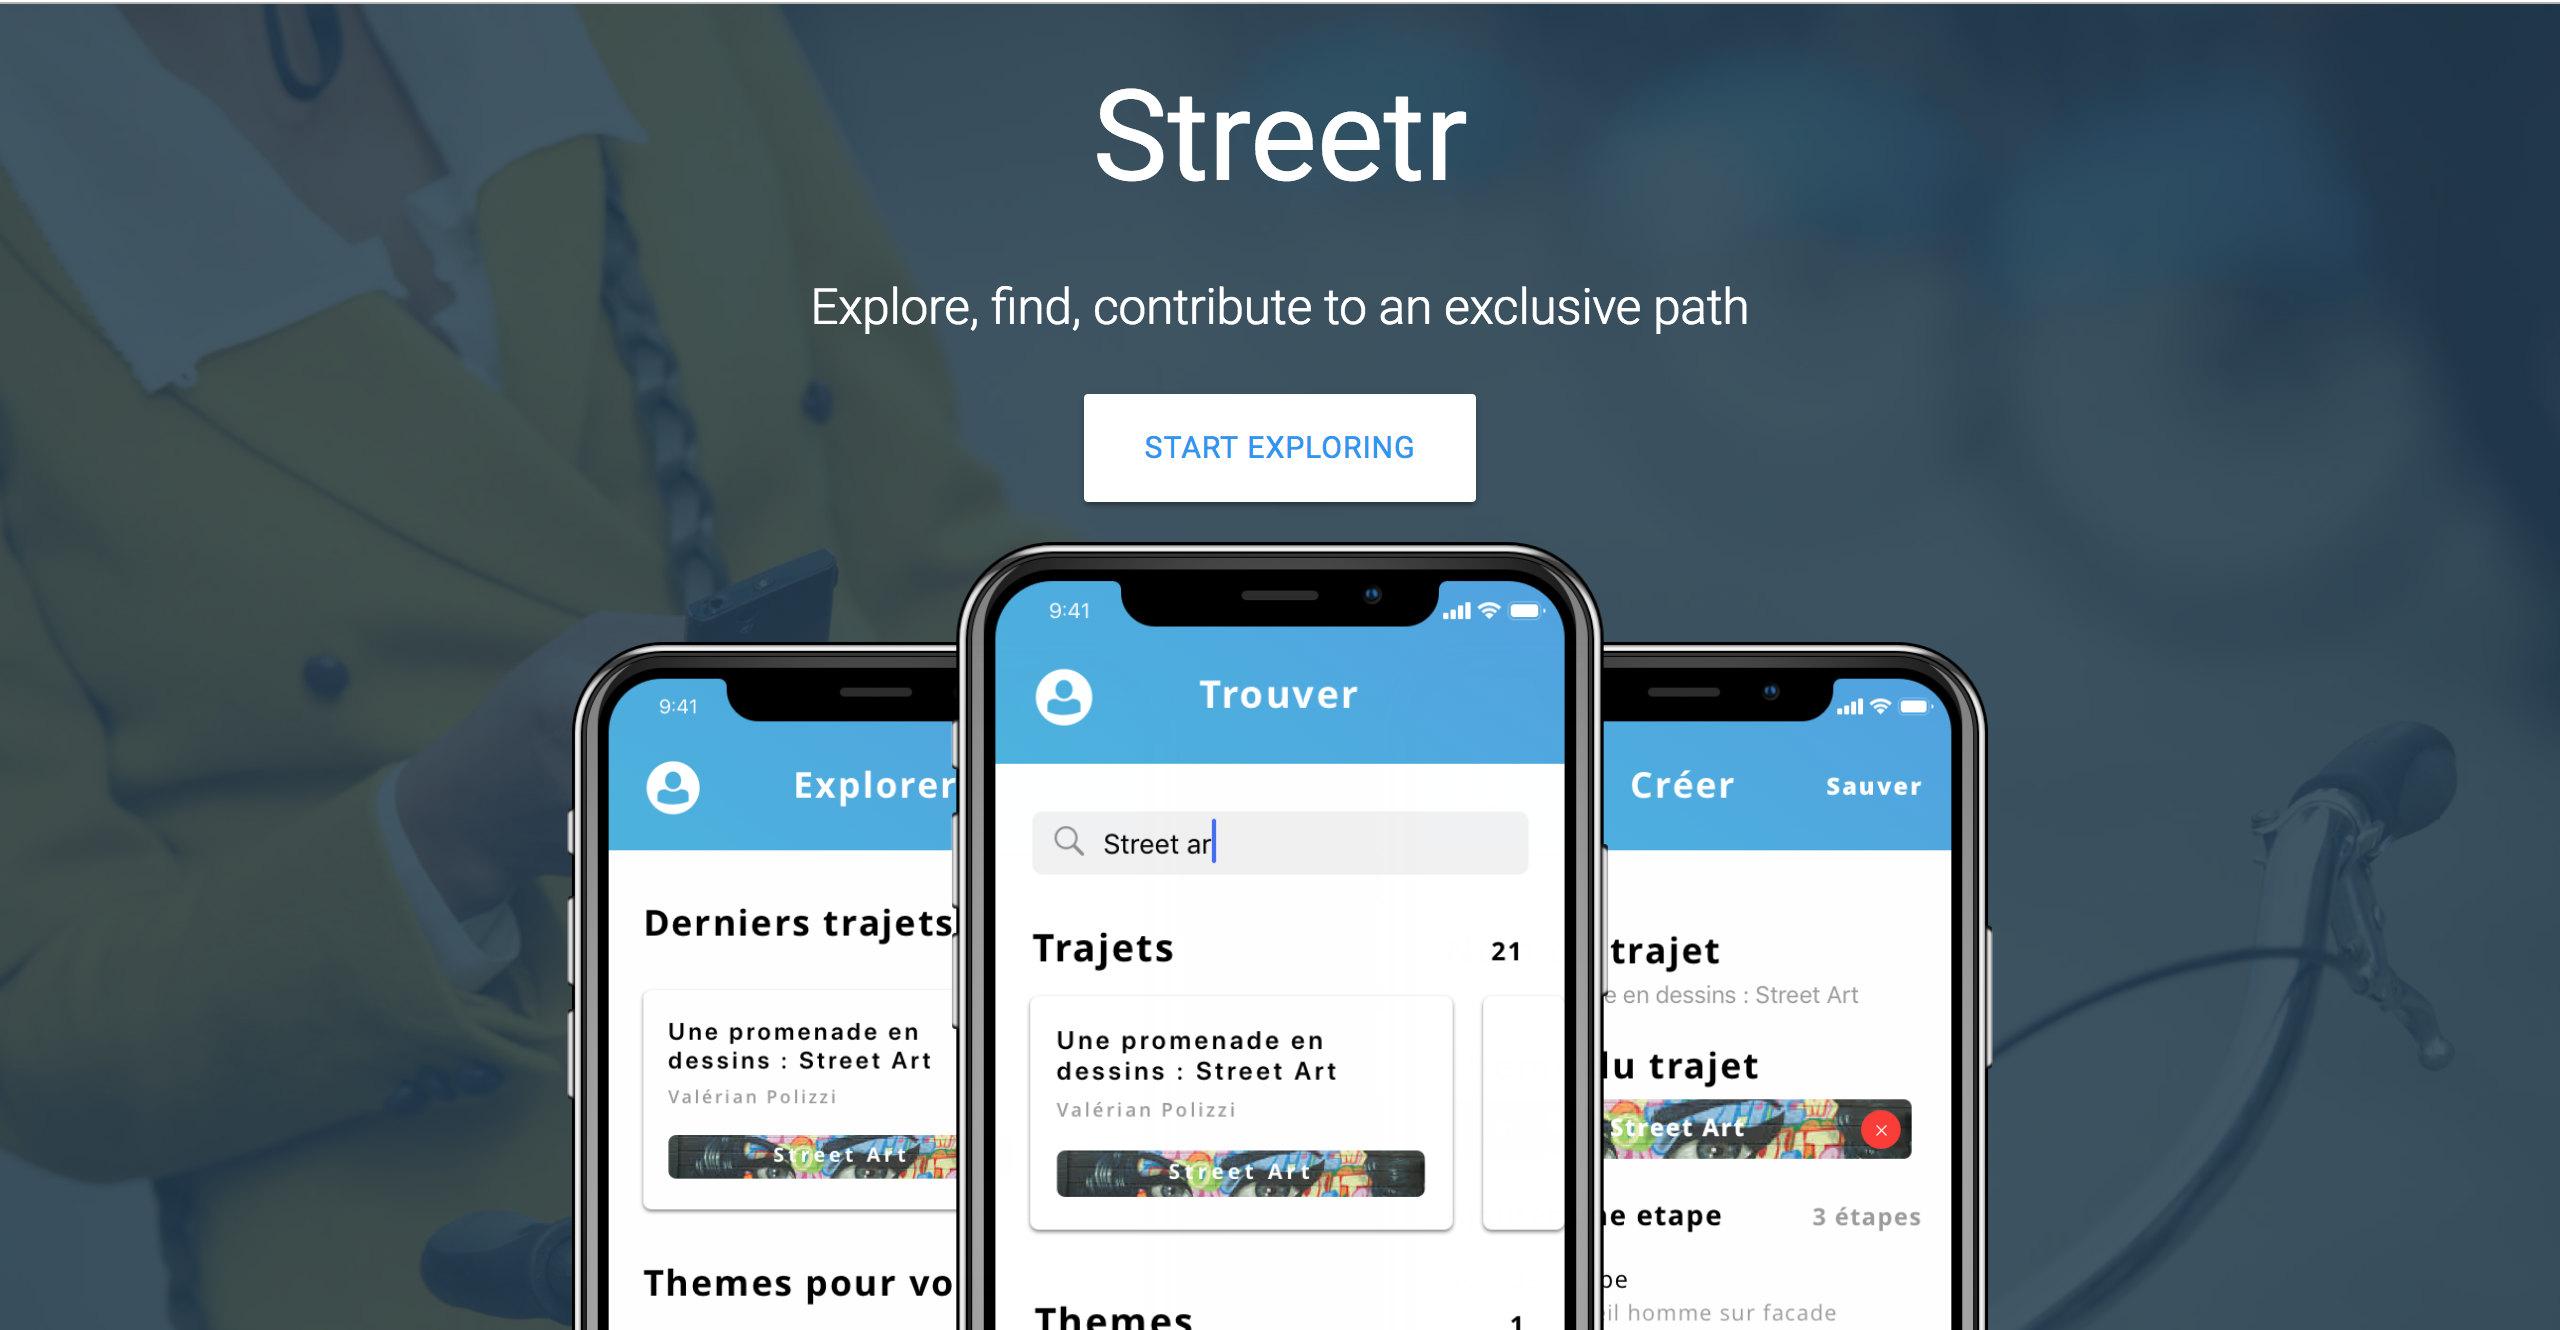 Streetr
Explore, find, contribute to an exclusive path
START EXPLORING
9:41
Explorer
Derniers trajets
Une promenade en
dessins : Street Art
Valérian Polizzi
Street Art
Themes pour vo
9:41
Trouver
Street ar
Trajets 21
Une promenade en
dessins : Street Art
Valérian Polizzi
Street Art
Themes 1
Créer Sauver
trajet
e en dessins : Street Art
du trajet
Street Art
ne etape 3 étapes
pe
il homme sur facade